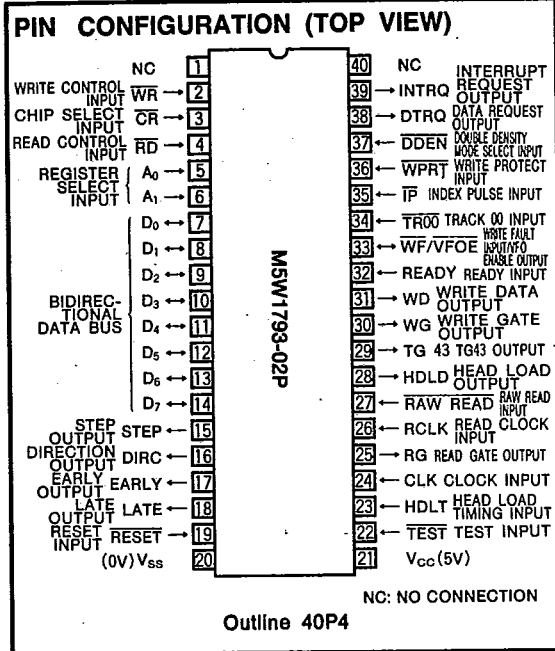 PIN CONFIGURATION (TOP VIEW)
NC 1
WRITE CONTROL INPUT WR → 2
CHIP SELECT INPUT CR → 3
READ CONTROL INPUT RD → 4
REGISTER SELECT INPUT
A0 → 5
A1 → 6
BIDIREC-
TIONAL
DATA BUS
D0 ↔ 7
D1 ↔ 8
D2 ↔ 9
D3 ↔ 10
D4 ↔ 11
D5 ↔ 12
D6 ↔ 13
D7 ↔ 14
STEP OUTPUT STEP ← 15
DIRECTION OUTPUT DIRC ← 16
EARLY OUTPUT EARLY ← 17
LATE OUTPUT LATE ← 18
RESET INPUT RESET → 19
(0V) VSS 20
M5W1793-02P
40 NC
39 → INTRQ INTERRUPT REQUEST OUTPUT
38 → DTRQ DATA REQUEST OUTPUT
37 ← DDEN DOUBLE DENSITY MODE SELECT INPUT
36 ← WPRT WRITE PROTECT INPUT
35 ← IP INDEX PULSE INPUT
34 ← TR00 TRACK 00 INPUT
33 ↔ WF/VFOE WRITE FAULT INPUT/VFO ENABLE OUTPUT
32 ← READY READY INPUT
31 → WD WRITE DATA OUTPUT
30 → WG WRITE GATE OUTPUT
29 → TG 43 TG43 OUTPUT
28 → HDLD HEAD LOAD OUTPUT
27 ← RAW READ RAW READ INPUT
26 ← RCLK READ CLOCK INPUT
25 → RG READ GATE OUTPUT
24 ← CLK CLOCK INPUT
23 ← HDLT HEAD LOAD TIMING INPUT
22 ← TEST TEST INPUT
21 VCC (5V)
NC: NO CONNECTION
Outline 40P4